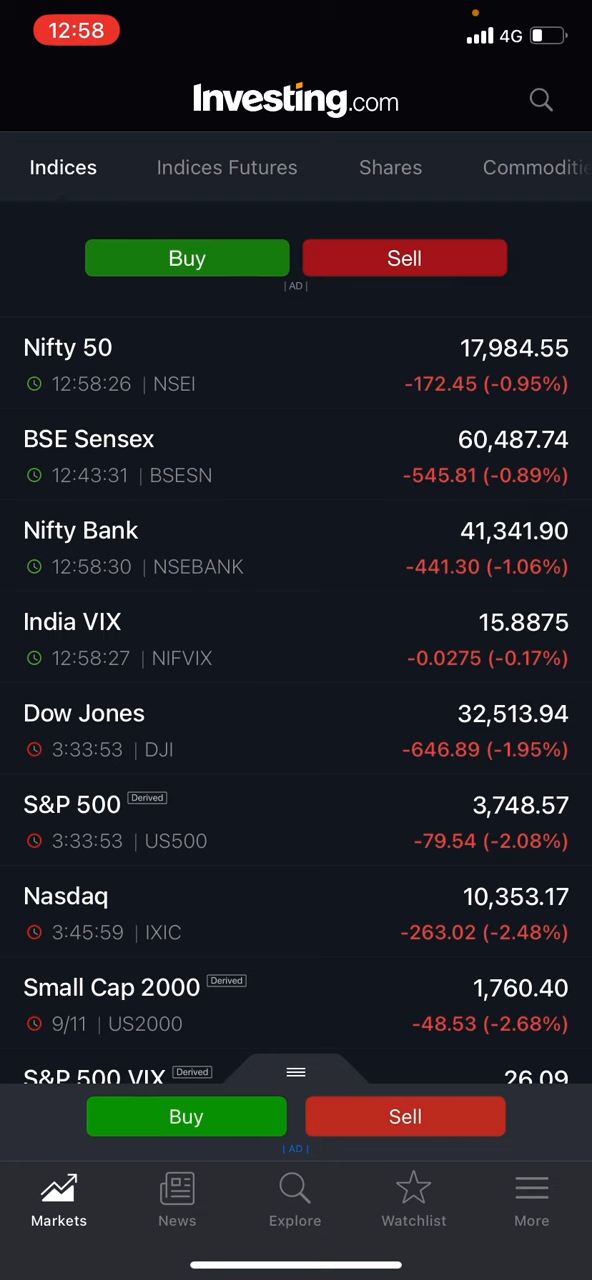 12:58
4G
Investing.com
Indices Indices Futures Shares Commoditie
Buy Sell
| AD |
Nifty 50 17,984.55
12:58:26 | NSEI -172.45 (-0.95%)
BSE Sensex 60,487.74
12:43:31 | BSESN -545.81 (-0.89%)
Nifty Bank 41,341.90
12:58:30 | NSEBANK -441.30 (-1.06%)
India VIX 15.8875
12:58:27 | NIFVIX -0.0275 (-0.17%)
Dow Jones 32,513.94
3:33:53 | DJI -646.89 (-1.95%)
S&P 500 Derived 3,748.57
3:33:53 | US500 -79.54 (-2.08%)
Nasdaq 10,353.17
3:45:59 | IXIC -263.02 (-2.48%)
Small Cap 2000 Derived 1,760.40
9/11 | US2000 -48.53 (-2.68%)
S&P 500 VIX Derived 26.09
Buy Sell
| AD |
Markets News Explore Watchlist More